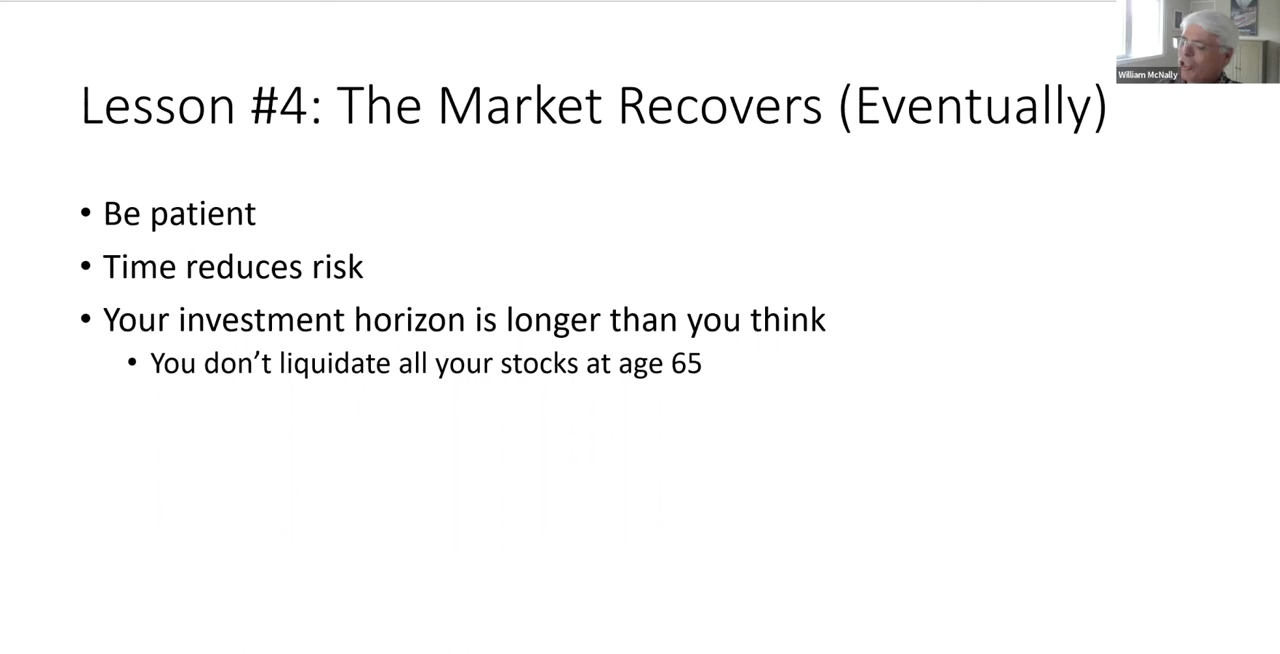 William McNally
Lesson #4: The Market Recovers (Eventually)
• Be patient
• Time reduces risk
• Your investment horizon is longer than you think
• You don’t liquidate all your stocks at age 65